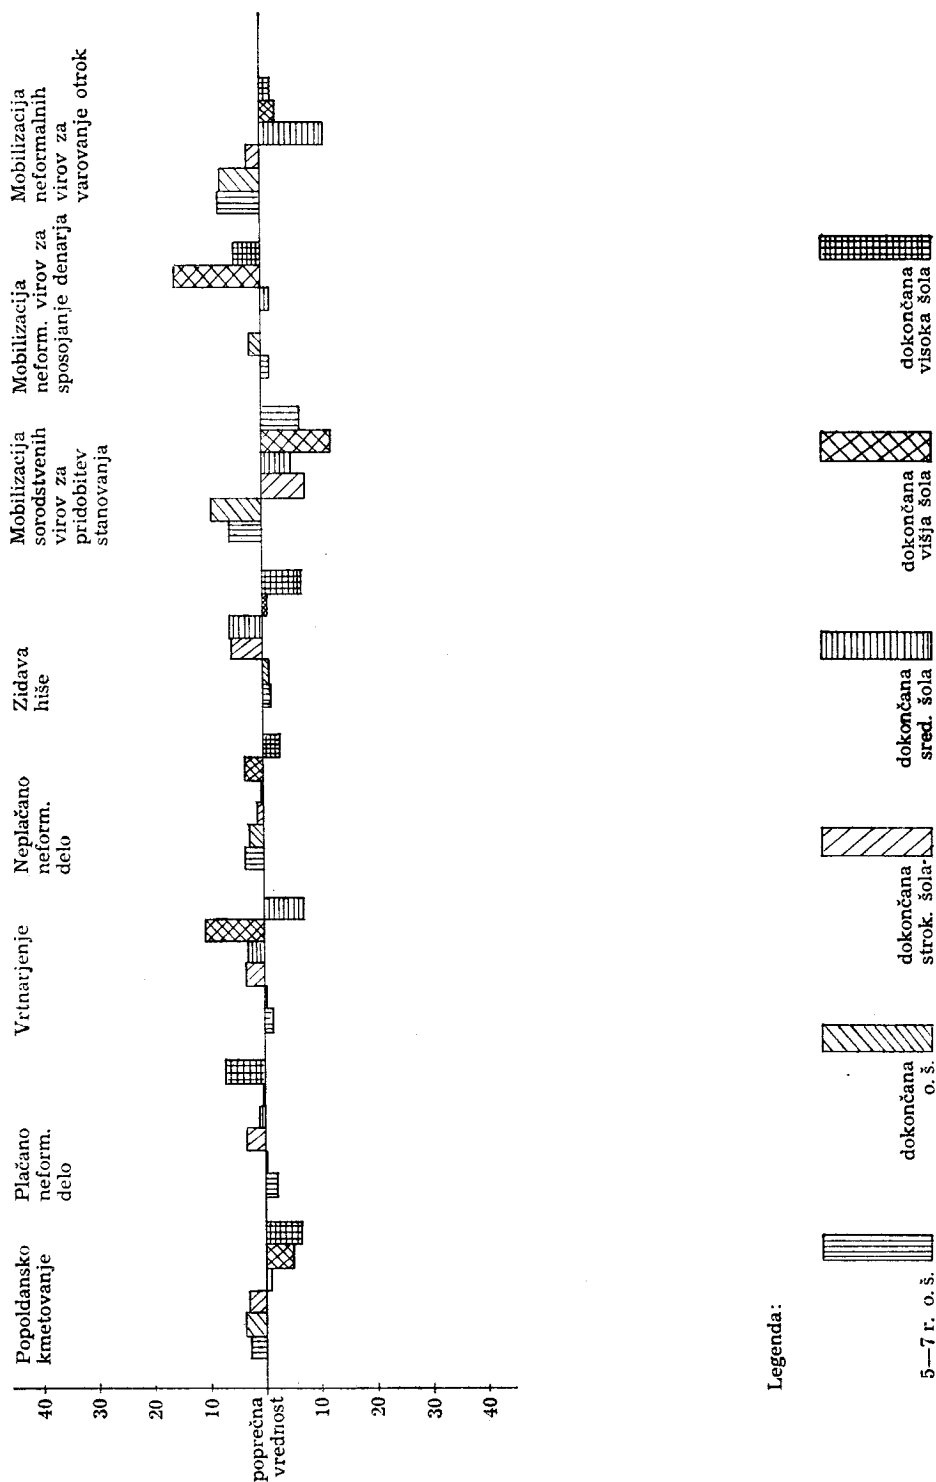 Popoldansko
kmetovanje
Plačano
neform.
delo
Vrtnarjenje
Neplačano
neform.
delo
Zidava
hiše
Mobilizacija
sorodstvenih
virov za
pridobitev
stanovanja
Mobilizacija
neform. virov za
sposojanje denarja
Mobilizacija
neformalnih
virov za
varovanje otrok
40
30
20
10
poprečna
vrednost
10
20
30
40
Legenda:
5—7 r. o. š.
dokončana
o. š.
dokončana
strok. šola
dokončana
sred. šola
dokončana
višja šola
dokončana
visoka šola